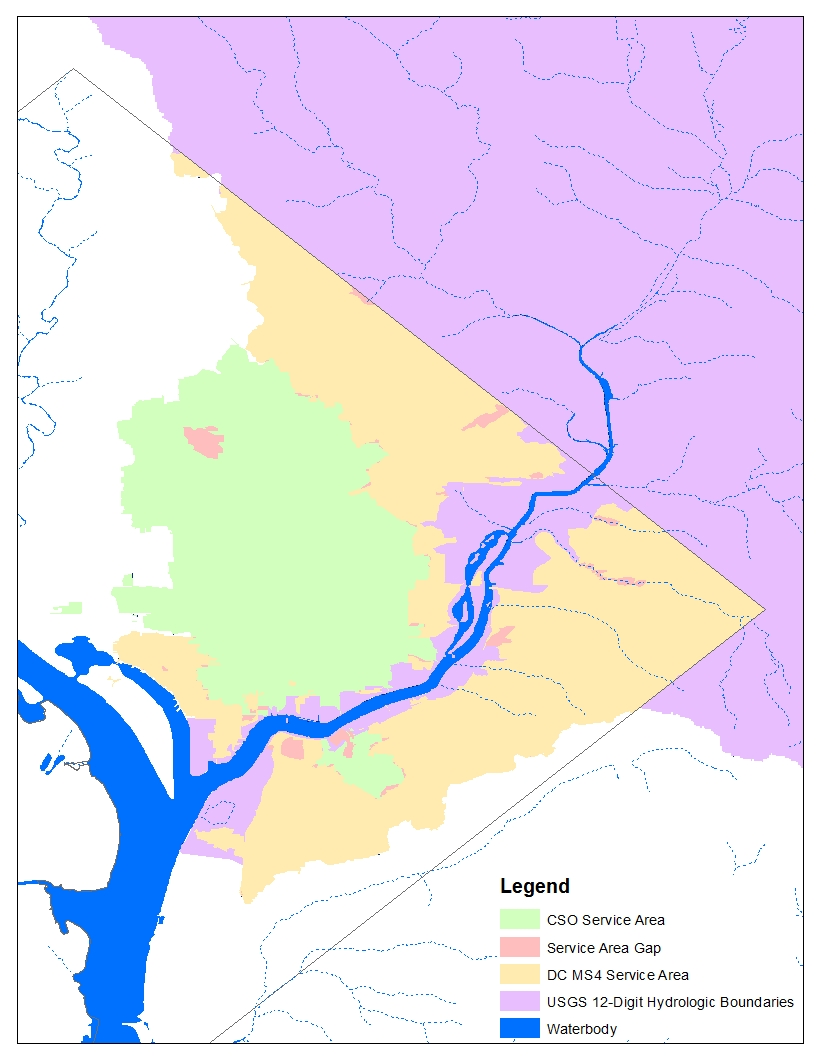 Legend
CSO Service Area
Service Area Gap
DC MS4 Service Area
USGS 12-Digit Hydrologic Boundaries
Waterbody